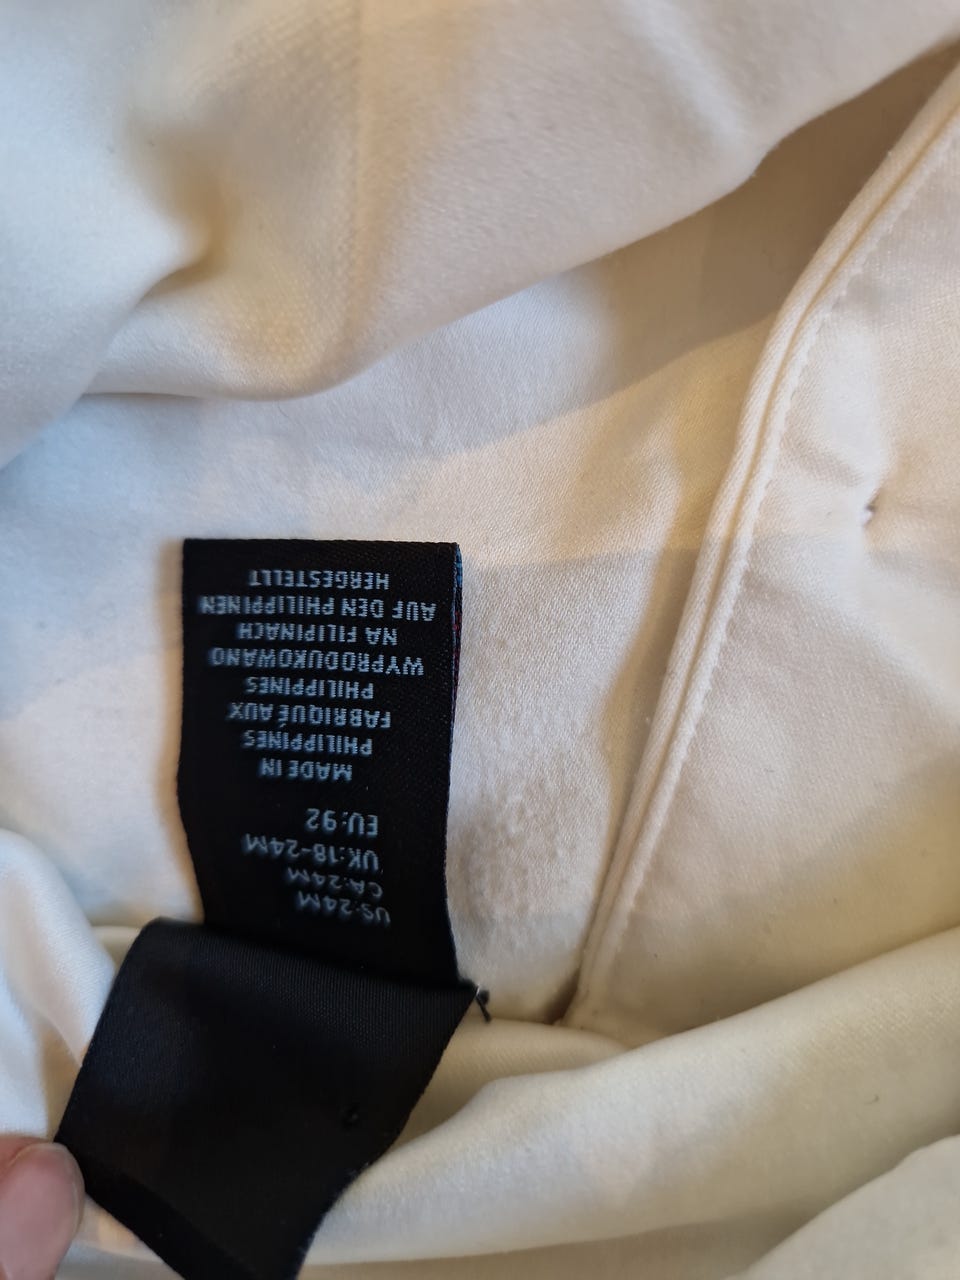 US:24M
CA:24M
UK:18-24M
EU:92
MADE IN
PHILIPPINES
FABRIQUÉ AUX
PHILIPPINES
WYPRODUKOWANO
NA FILIPINACH
AUF DEN PHILIPPINEN
HERGESTELLT